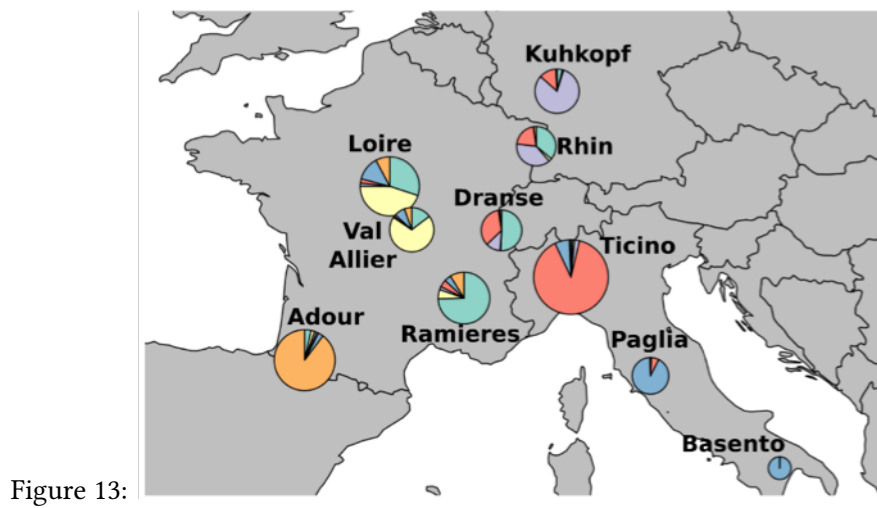 Kuhkopf
Rhin
Loire
Dranse
Val
Allier
Ticino
Ramieres
Adour
Paglia
Basento
Figure 13: